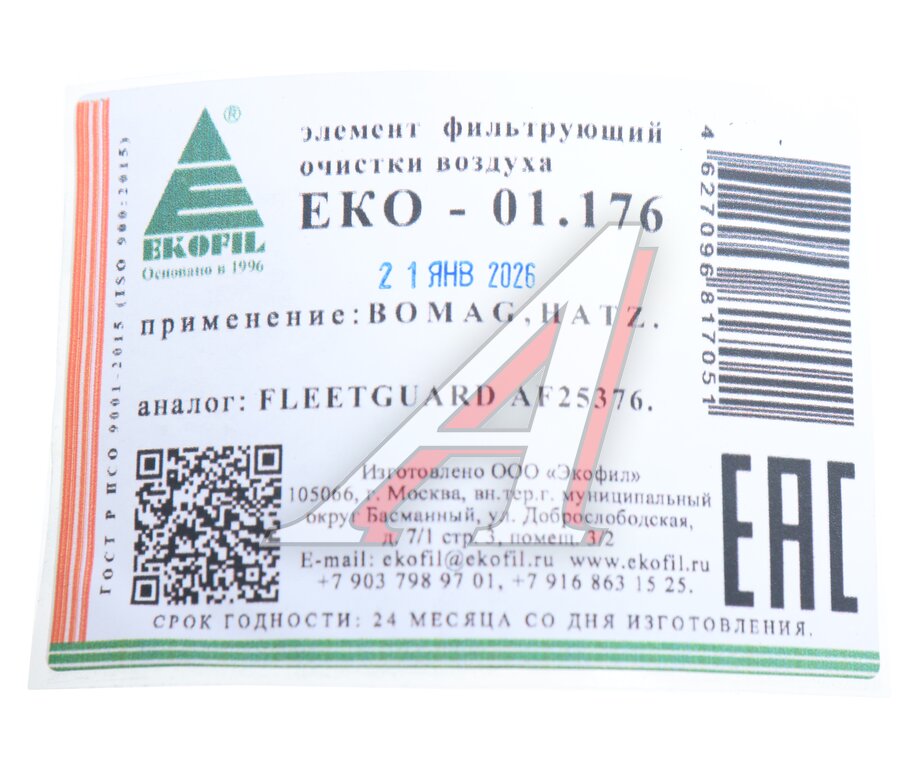 ®
EKOFIL
Основано в 1996
ГОСТ Р ИСО 9001-2015 (ISO 900:2015)
элемент фильтрующий
очистки воздуха
ЕКО - 01.176
21 ЯНВ 2026
применение: BOMAG, HATZ.
аналог: FLEETGUARD AF25376.
4 627096 817051
Изготовлено ООО «Экофил»
105066, г. Москва, вн.тер.г. муниципальный
округ Басманный, ул. Доброслободская,
д. 7/1 стр. 3, помещ. 3/2
E-mail: ekofil@ekofil.ru www.ekofil.ru
+7 903 798 97 01, +7 916 863 15 25.
ЕАС
СРОК ГОДНОСТИ: 24 МЕСЯЦА СО ДНЯ ИЗГОТОВЛЕНИЯ.